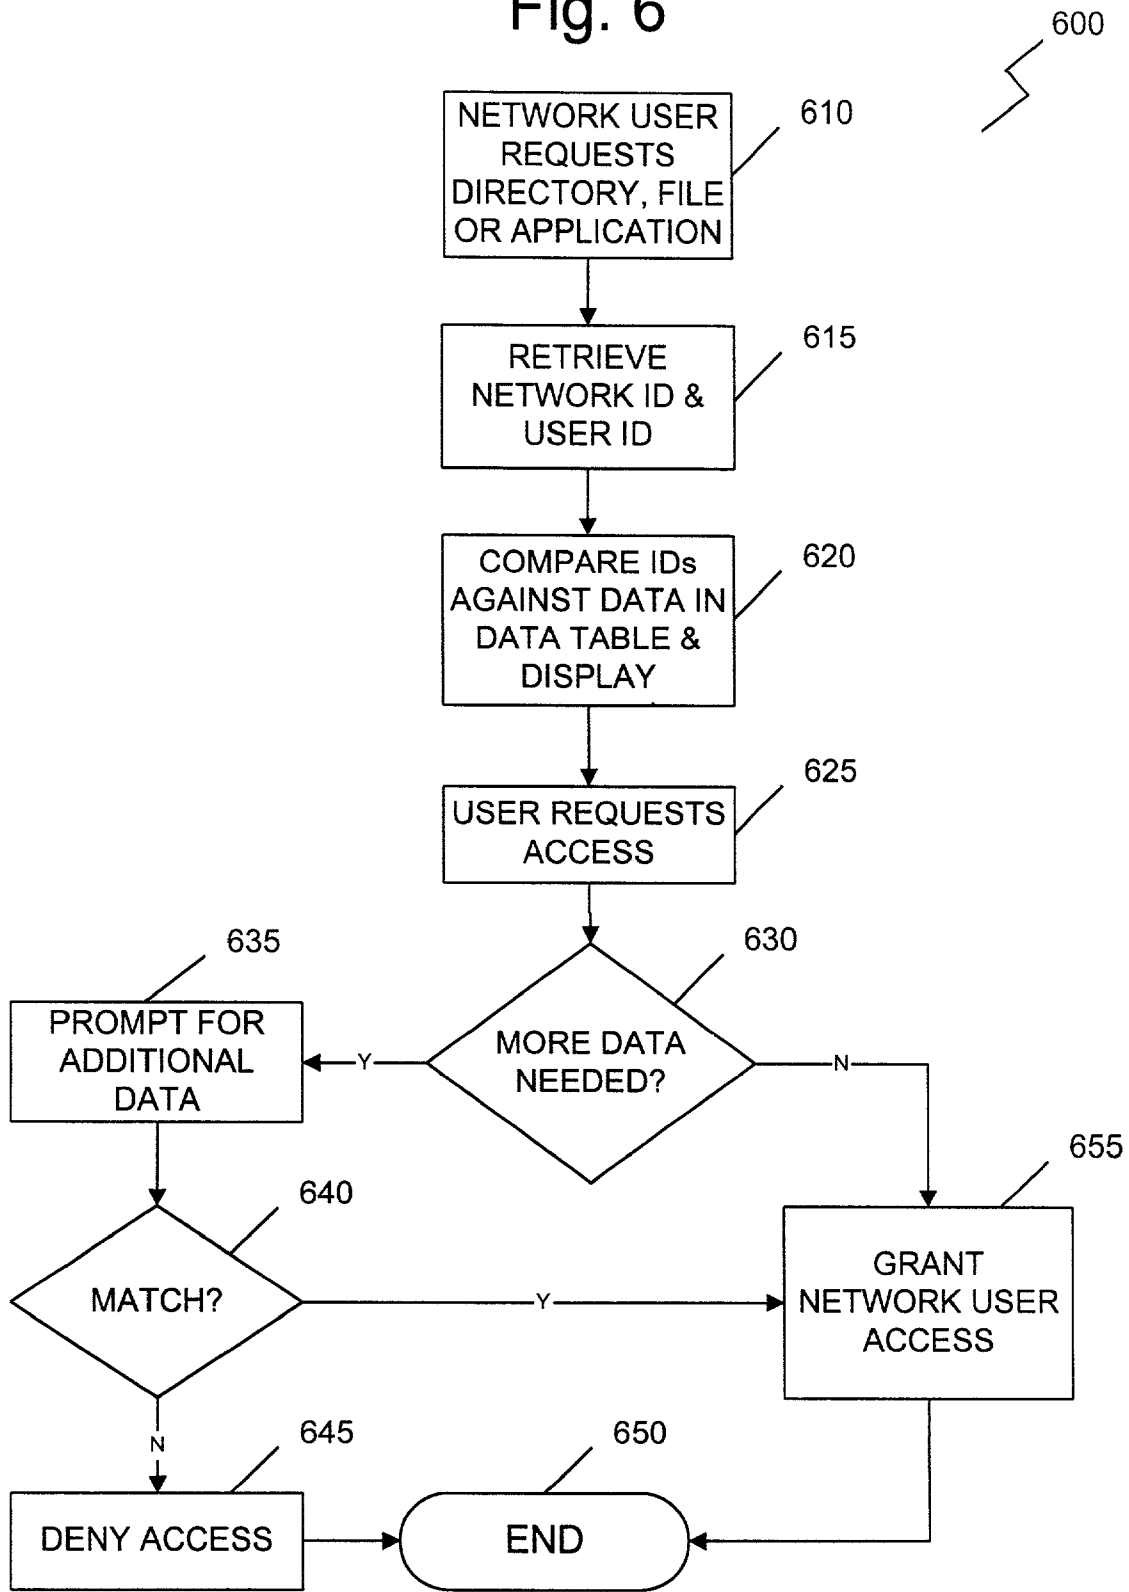 Fig. 6
600
NETWORK USER
REQUESTS
DIRECTORY, FILE
OR APPLICATION
610
RETRIEVE
NETWORK ID &
USER ID
615
COMPARE IDs
AGAINST DATA IN
DATA TABLE &
DISPLAY
620
USER REQUESTS
ACCESS
625
MORE DATA
NEEDED?
630
Y
N
PROMPT FOR
ADDITIONAL
DATA
635
MATCH?
640
Y
N
GRANT
NETWORK USER
ACCESS
655
DENY ACCESS
645
END
650